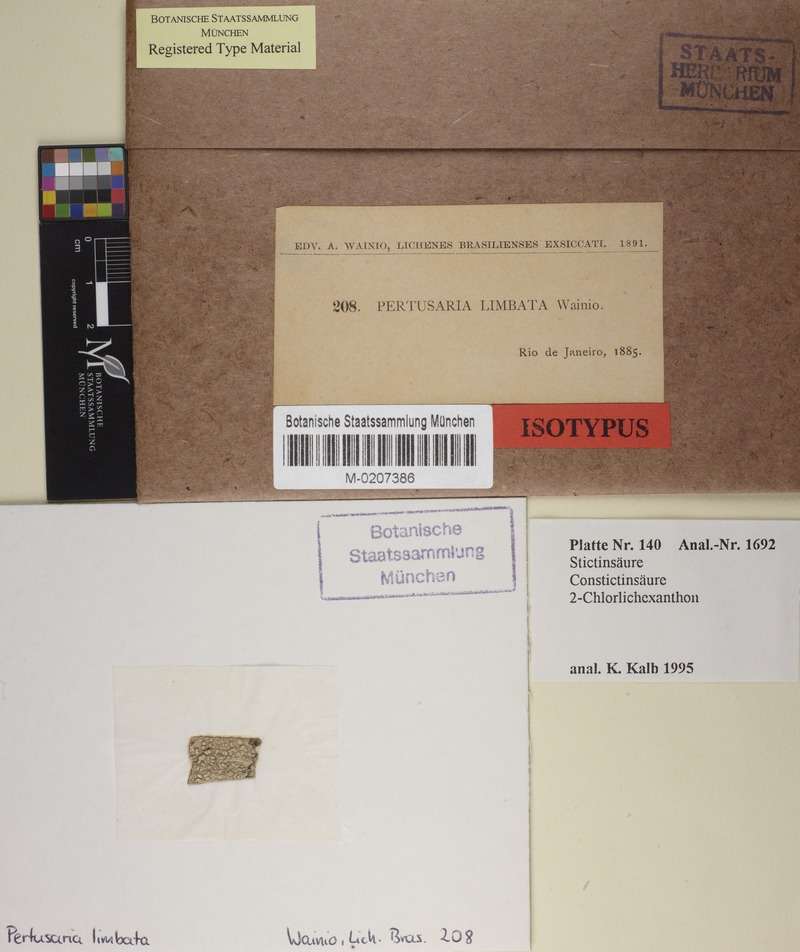 BOTANISCHE STAATSSAMMLUNG
MÜNCHEN
Registered Type Material
STAATS-
HERBARIUM
MÜNCHEN
EDV. A. WAINIO, LICHENES BRASILIENSES EXSICCATI. 1891.
208. PERTUSARIA LIMBATA Wainio.
Rio de Janeiro, 1885.
Botanische Staatssammlung München
M-0207386
ISOTYPUS
0
cm
1
2
copyright reserved
M
BOTANISCHE
STAATSSAMMLUNG
MÜNCHEN
Botanische
Staatssammlung
München
Platte Nr. 140 Anal.-Nr. 1692
Stictinsäure
Constictinsäure
2-Chlorlichexanthon
anal. K. Kalb 1995
Pertusaria limbata
Wainio, Lich. Bras. 208